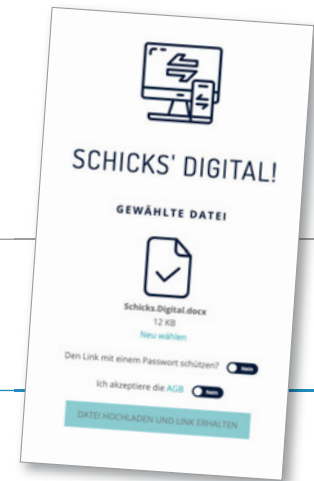 SCHICKS' DIGITAL!
GEWÄHLTE DATEI
Schicks.Digital.docx
12 KB
Neu wählen
Den Link mit einem Passwort schützen? Nein
Ich akzeptiere die AGB Nein
DATEI HOCHLADEN UND LINK ERHALTEN